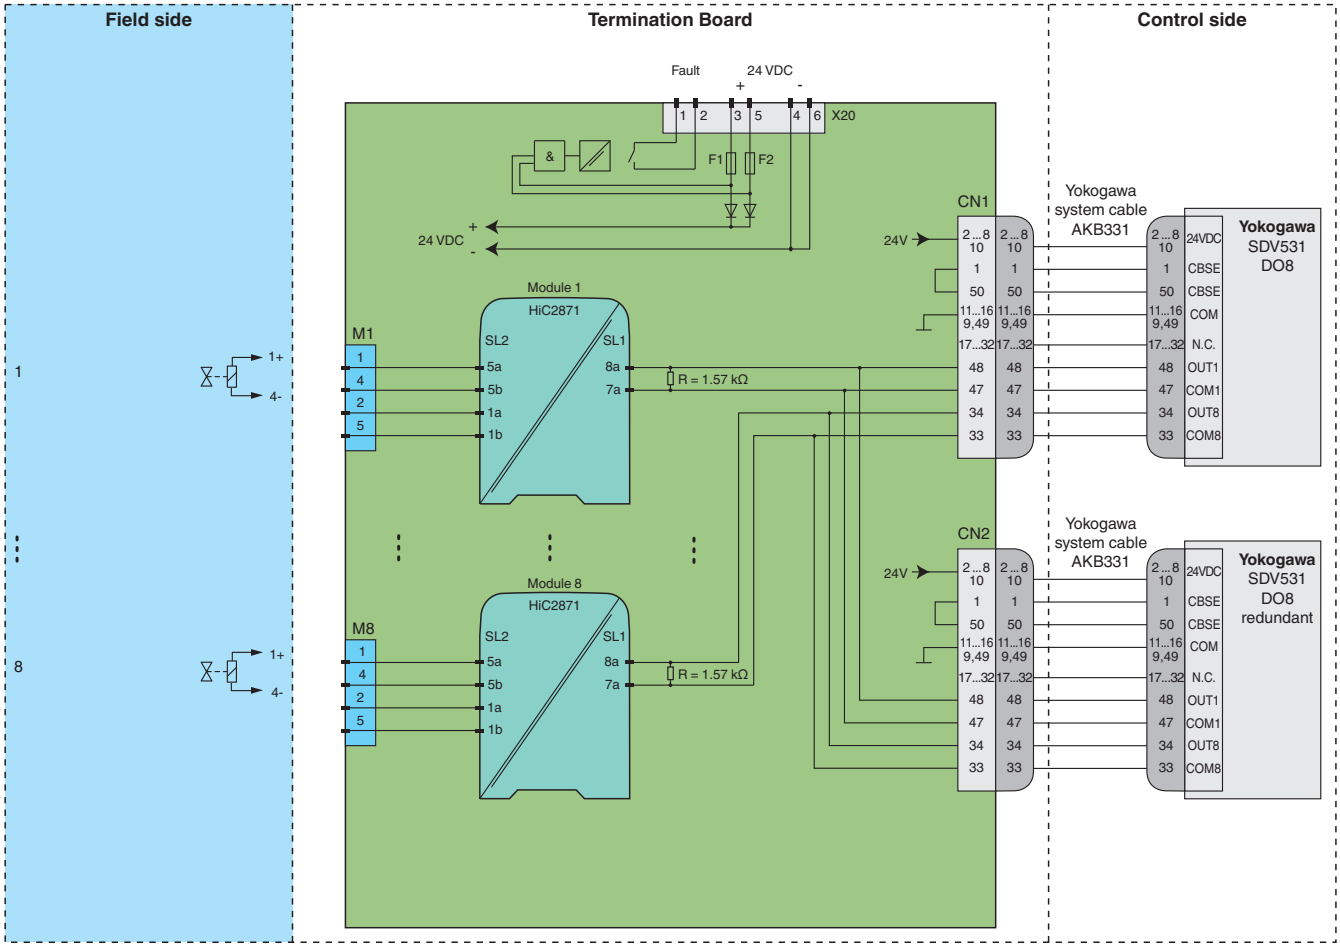 Field side
Termination Board
Control side
Fault
24 VDC
+
-
1
2
3
5
4
6
X20
&
F1
F2
+
24 VDC
-
1
1+
4-
8
1+
4-
M1
1
4
2
5
Module 1
HiC2871
SL2
SL1
5a
5b
1a
1b
8a
7a
R = 1.57 kΩ
M8
1
4
2
5
Module 8
HiC2871
SL2
SL1
5a
5b
1a
1b
8a
7a
R = 1.57 kΩ
CN1
Yokogawa
system cable
AKB331
Yokogawa
SDV531
DO8
24V
2...8 2...8 2...8 24VDC
10 10 10
1 1 1 CBSE
50 50 50 CBSE
11...16 11...16 11...16 COM
9,49 9,49 9,49
17...32 17...32 17...32 N.C.
48 48 48 OUT1
47 47 47 COM1
34 34 34 OUT8
33 33 33 COM8
CN2
Yokogawa
system cable
AKB331
Yokogawa
SDV531
DO8
redundant
24V
2...8 2...8 2...8 24VDC
10 10 10
1 1 1 CBSE
50 50 50 CBSE
11...16 11...16 11...16 COM
9,49 9,49 9,49
17...32 17...32 17...32 N.C.
48 48 48 OUT1
47 47 47 COM1
34 34 34 OUT8
33 33 33 COM8